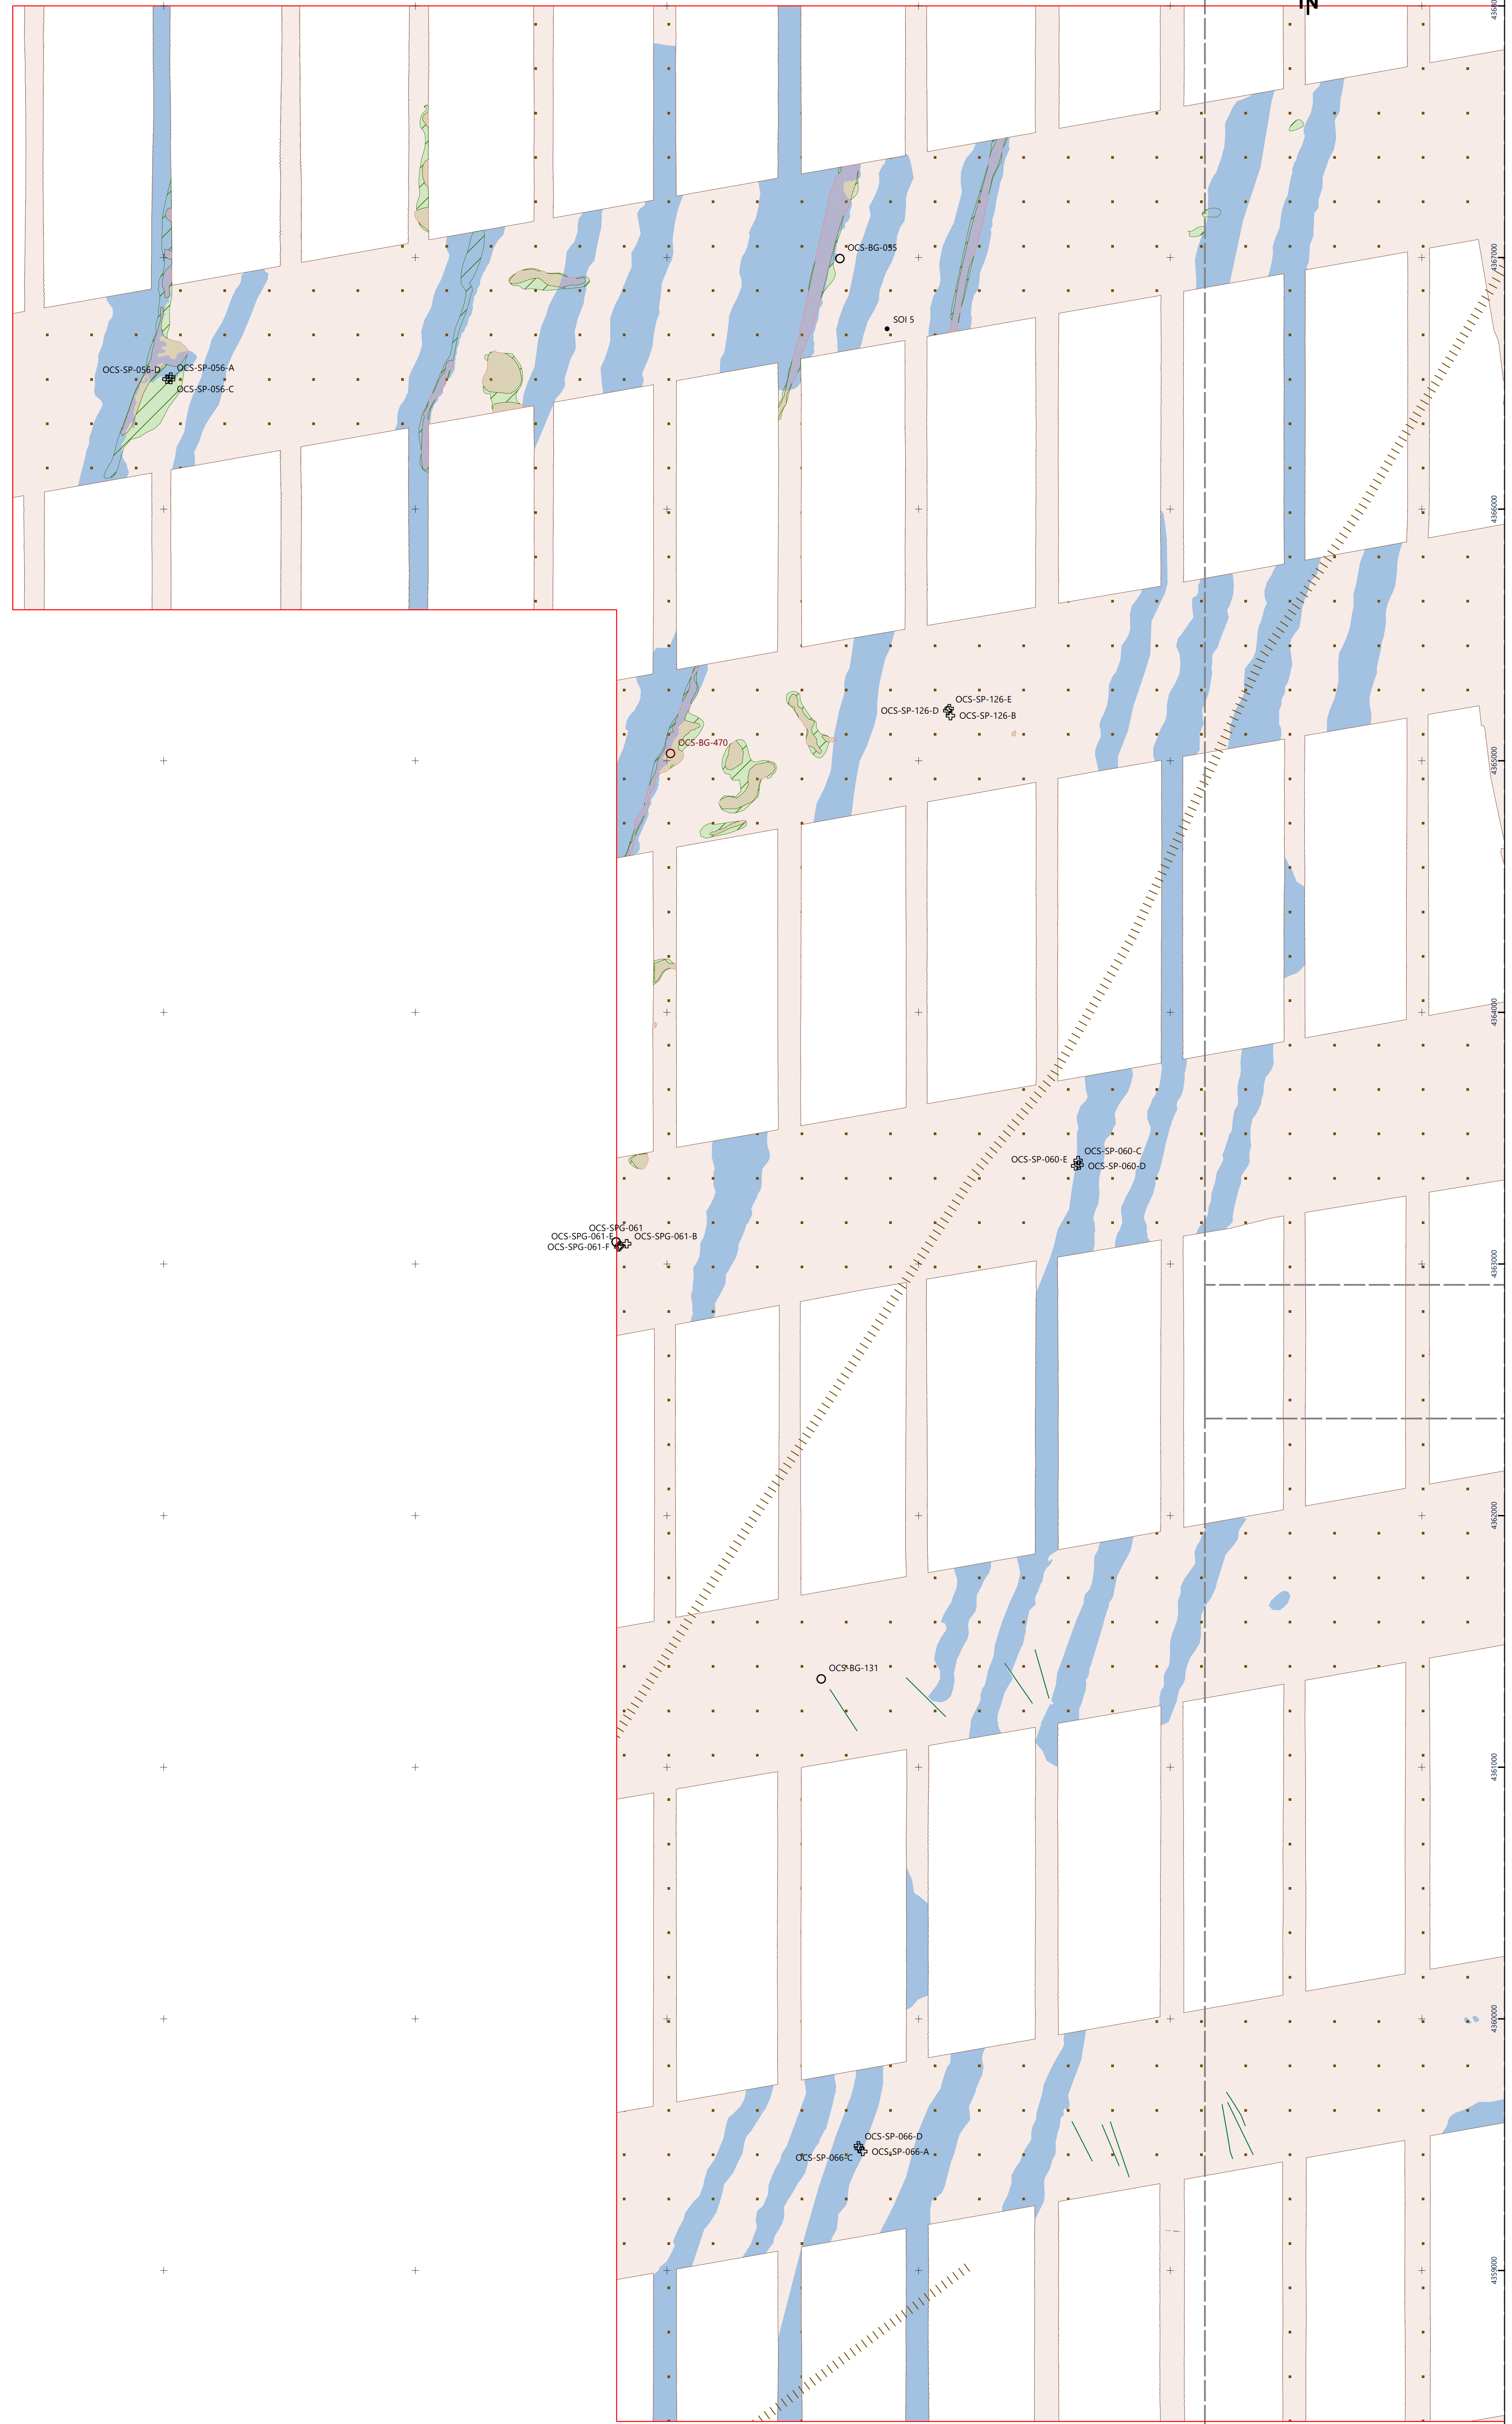 N
OCS-BG-055
4367000
SOI 5
OCS-SP-056-D
OCS-SP-056-A
OCS-SP-056-C
4366000
OCS-SP-126-E
OCS-SP-126-D
OCS-SP-126-B
OCS-BG-470
4365000
4364000
OCS-SP-060-C
OCS-SP-060-E
OCS-SP-060-D
OCS-SPG-061
OCS-SPG-061-E
OCS-SPG-061-B
OCS-SPG-061-F
4363000
4362000
OCS-BG-131
4361000
4360000
OCS-SP-066-D
OCS-SP-066-A
OCS-SP-066-C
4359000